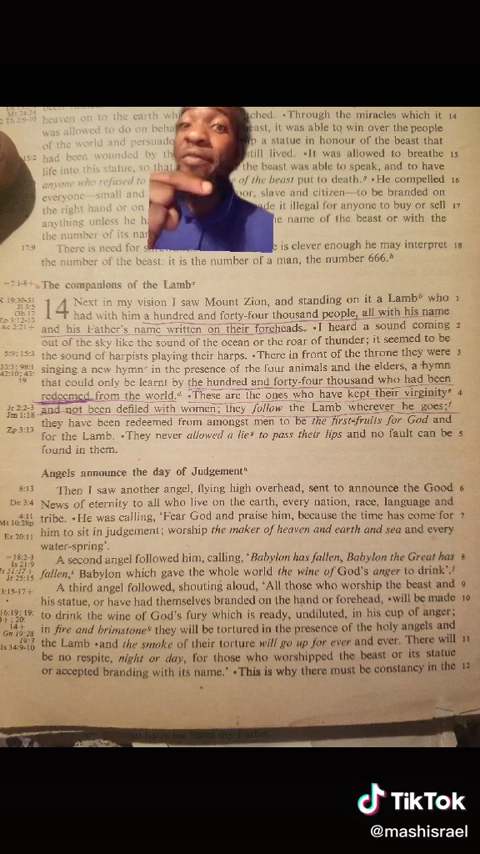 heaven on to the earth
ched. •Through the miracles which it 14
was allowed to do on
east, it was able to win over the people
of the world and
a statue in honour of the beast that
had been wounded by
still lived. •It was allowed to breathe 15
life into this statue, so that
the beast was able to speak, and to have
anyone who refused to
of the beast put to death.ᵍ •He compelled 16
everyone—small and
slave and citizen—to be branded on
the right hand or on
made it illegal for anyone to buy or sell 17
anything unless he
the name of the beast or with the
the number of its
17:9 There is need for
is clever enough he may interpret 18
the number of the beast: it is the number of a man, the number 666.ʰ
The companions of the Lambᵃ
14 Next in my vision I saw Mount Zion, and standing on it a Lambᵇ who 1
had with him a hundred and forty-four thousand people, all with his name
and his Father's name written on their foreheads. •I heard a sound coming 2
out of the sky like the sound of the ocean or the roar of thunder; it seemed to be
the sound of harpists playing their harps. •There in front of the throne they were 3
singing a new hymnᶜ in the presence of the four animals and the elders, a hymn
that could only be learnt by the hundred and forty-four thousand who had been
redeemed from the world.ᵈ •These are the ones who have kept their virginityᵉ 4
and not been defiled with women; they follow the Lamb wherever he goes;ᶠ
they have been redeemed from amongst men to be the first-fruits for God and
Zp 3:13 for the Lamb. •They never allowed a lieᵍ to pass their lips and no fault can be 5
found in them.
Angels announce the day of Judgementʰ
Then I saw another angel, flying high overhead, sent to announce the Good 6
News of eternity to all who live on the earth, every nation, race, language and
tribe. •He was calling, 'Fear God and praise him, because the time has come for 7
Ex 20:11 him to sit in judgement; worship the maker of heaven and earth and sea and every
water-spring'.
A second angel followed him, calling, 'Babylon has fallen, Babylon the Great has 8
fallen,ⁱ Babylon which gave the whole world the wine of God's anger to drink'.ʲ
A third angel followed, shouting aloud, 'All those who worship the beast and 9
his statue, or have had themselves branded on the hand or forehead, •will be made 10
to drink the wine of God's fury which is ready, undiluted, in his cup of anger;
in fire and brimstoneᵏ they will be tortured in the presence of the holy angels and
the Lamb •and the smoke of their torture will go up for ever and ever. There will 11
be no respite, night or day, for those who worshipped the beast or its statue
or accepted branding with its name.' •This is why there must be constancy in the 12
TikTok
@mashisrael